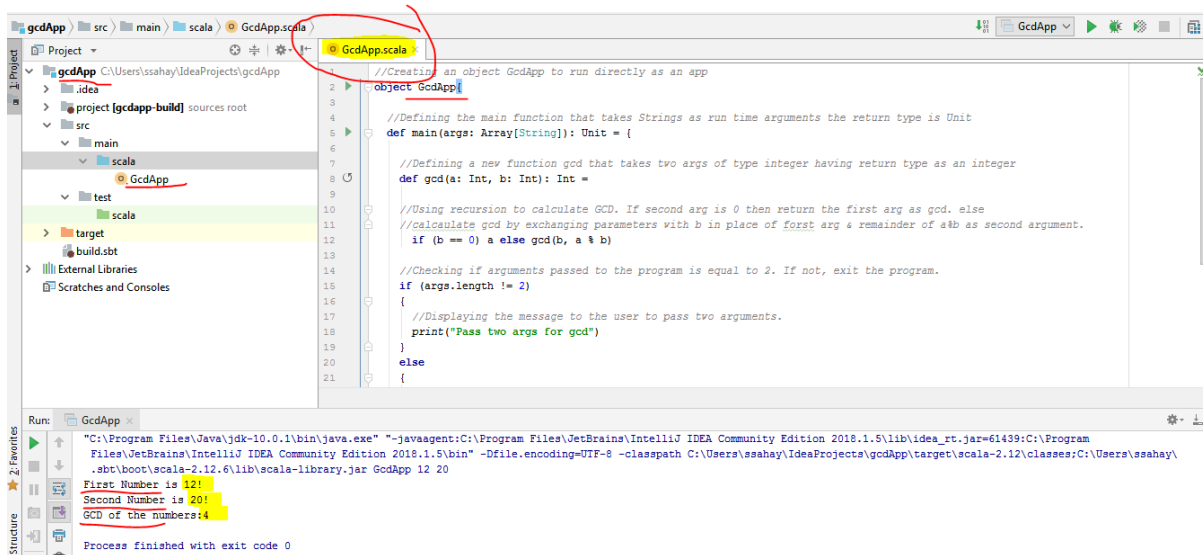 gcdApp src main scala GcdApp.scala GcdApp
Project
GcdApp.scala
1: Project
gcdApp C:\Users\ssahay\IdeaProjects\gcdApp
.idea
project [gcdapp-build] sources root
src
main
scala
GcdApp
test
scala
target
build.sbt
External Libraries
Scratches and Consoles
1 //Creating an object GcdApp to run directly as an app
2 object GcdApp{
3
4 //Defining the main function that takes Strings as run time arguments the return type is Unit
5 def main(args: Array[String]): Unit = {
6
7 //Defining a new function gcd that takes two args of type integer having return type as an integer
8 def gcd(a: Int, b: Int): Int =
9
10 //Using recursion to calculate GCD. If second arg is 0 then return the first arg as gcd. else
11 //calcaulate gcd by exchanging parameters with b in place of forst arg & remainder of a%b as second argument.
12 if (b == 0) a else gcd(b, a % b)
13
14 //Checking if arguments passed to the program is equal to 2. If not, exit the program.
15 if (args.length != 2)
16 {
17 //Displaying the message to the user to pass two arguments.
18 print("Pass two args for gcd")
19 }
20 else
21 {
Run: GcdApp
2: Favorites
Structure
"C:\Program Files\Java\jdk-10.0.1\bin\java.exe" "-javaagent:C:\Program Files\JetBrains\IntelliJ IDEA Community Edition 2018.1.5\lib\idea_rt.jar=61439:C:\Program
Files\JetBrains\IntelliJ IDEA Community Edition 2018.1.5\bin" -Dfile.encoding=UTF-8 -classpath C:\Users\ssahay\IdeaProjects\gcdApp\target\scala-2.12\classes;C:\Users\ssahay\
.sbt\boot\scala-2.12.6\lib\scala-library.jar GcdApp 12 20
First Number is 12!
Second Number is 20!
GCD of the numbers:4
Process finished with exit code 0